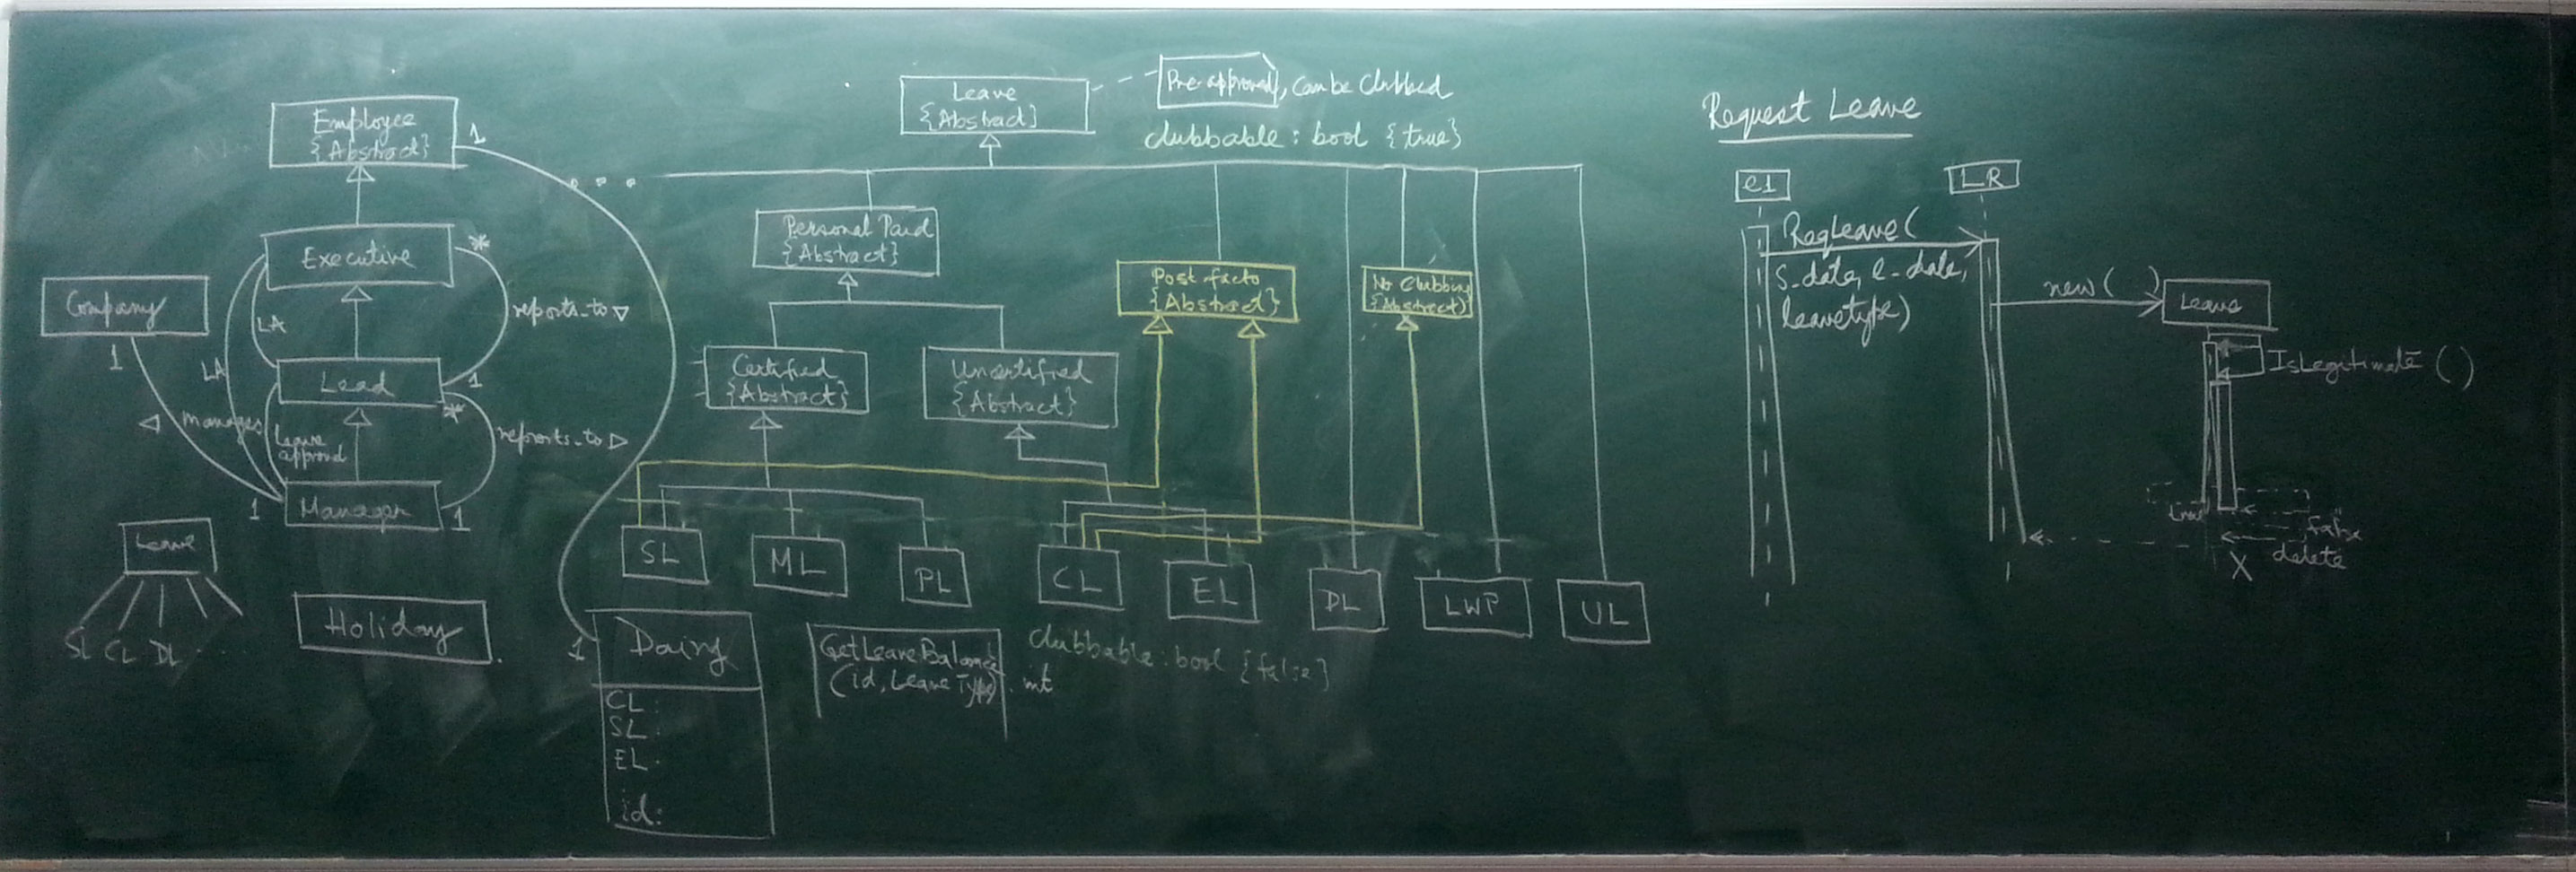 Employee
{Abstract}
1
Executive
*
reports_to ▽
Company
1
LA
LA
Lead
1
*
◁ manages
leave
approval
reports_to ▷
1
Manager
1
Leave
SL CL DL . .
Holiday
Leave
{Abstract}
Pre-approved, Can be Clubbed
clubbable : bool {true}
Personal Paid
{Abstract}
Post facto
{Abstract}
No Clubbing
{Abstract}
Certified
{Abstract}
Uncertified
{Abstract}
SL
ML
PL
CL
EL
DL
LWP
UL
1
Dairy
CL :
SL :
EL .
id:
GetLeaveBalance
(id, Leave Type) : int
clubbable : bool {false}
Request Leave
e1
LR
ReqLeave(
s_date, e_date,
leavetype)
new( )
Leave
IsLegitimate ()
true
false
delete
X